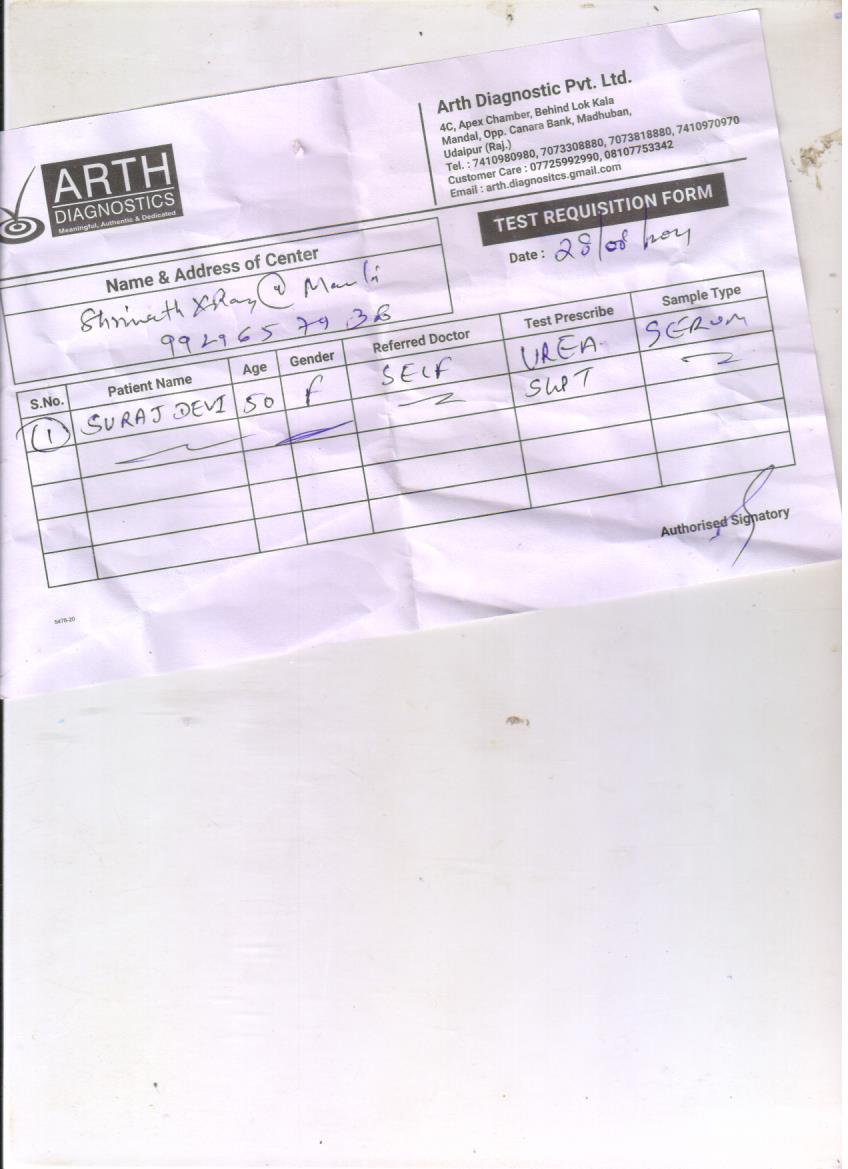 ARTH
DIAGNOSTICS
Meaningful, Authentic & Dedicated
Arth Diagnostic Pvt. Ltd.
4C, Apex Chamber, Behind Lok Kala
Mandal, Opp. Canara Bank, Madhuban,
Udaipur (Raj.)
Tel. : 7410980980, 7073308880, 7073818880, 7410970970
Customer Care : 07725992990, 08107753342
Email : arth.diagnositcs.gmail.com
TEST REQUISITION FORM
Date : 28/08/
Name & Address of Center
Shrinath X-Ray @ Mavli
9929657938
S.No. Patient Name Age Gender Referred Doctor Test Prescribe Sample Type
(1) SURAJ DEVI 50 F SELF UREA SERUM
Authorised Signatory
5478-20